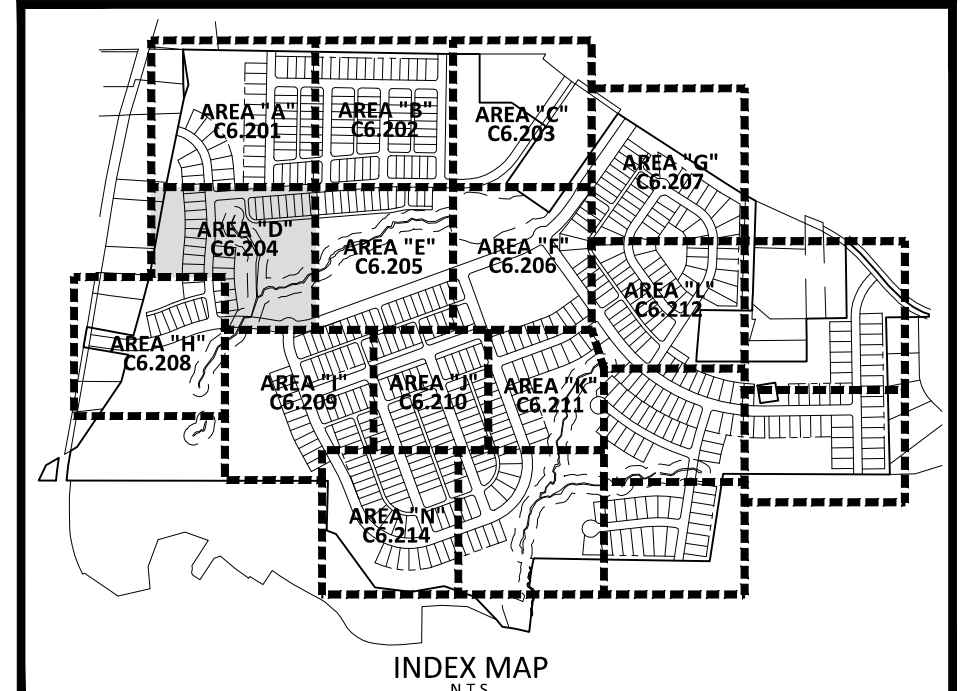 AREA "A"
C6.201
AREA "B"
C6.202
AREA "C"
C6.203
AREA "G"
C6.207
AREA "D"
C6.204
AREA "E"
C6.205
AREA "F"
C6.206
AREA "L"
C6.212
AREA "H"
C6.208
AREA "I"
C6.209
AREA "J"
C6.210
AREA "K"
C6.211
AREA "N"
C6.214
INDEX MAP
N.T.S.